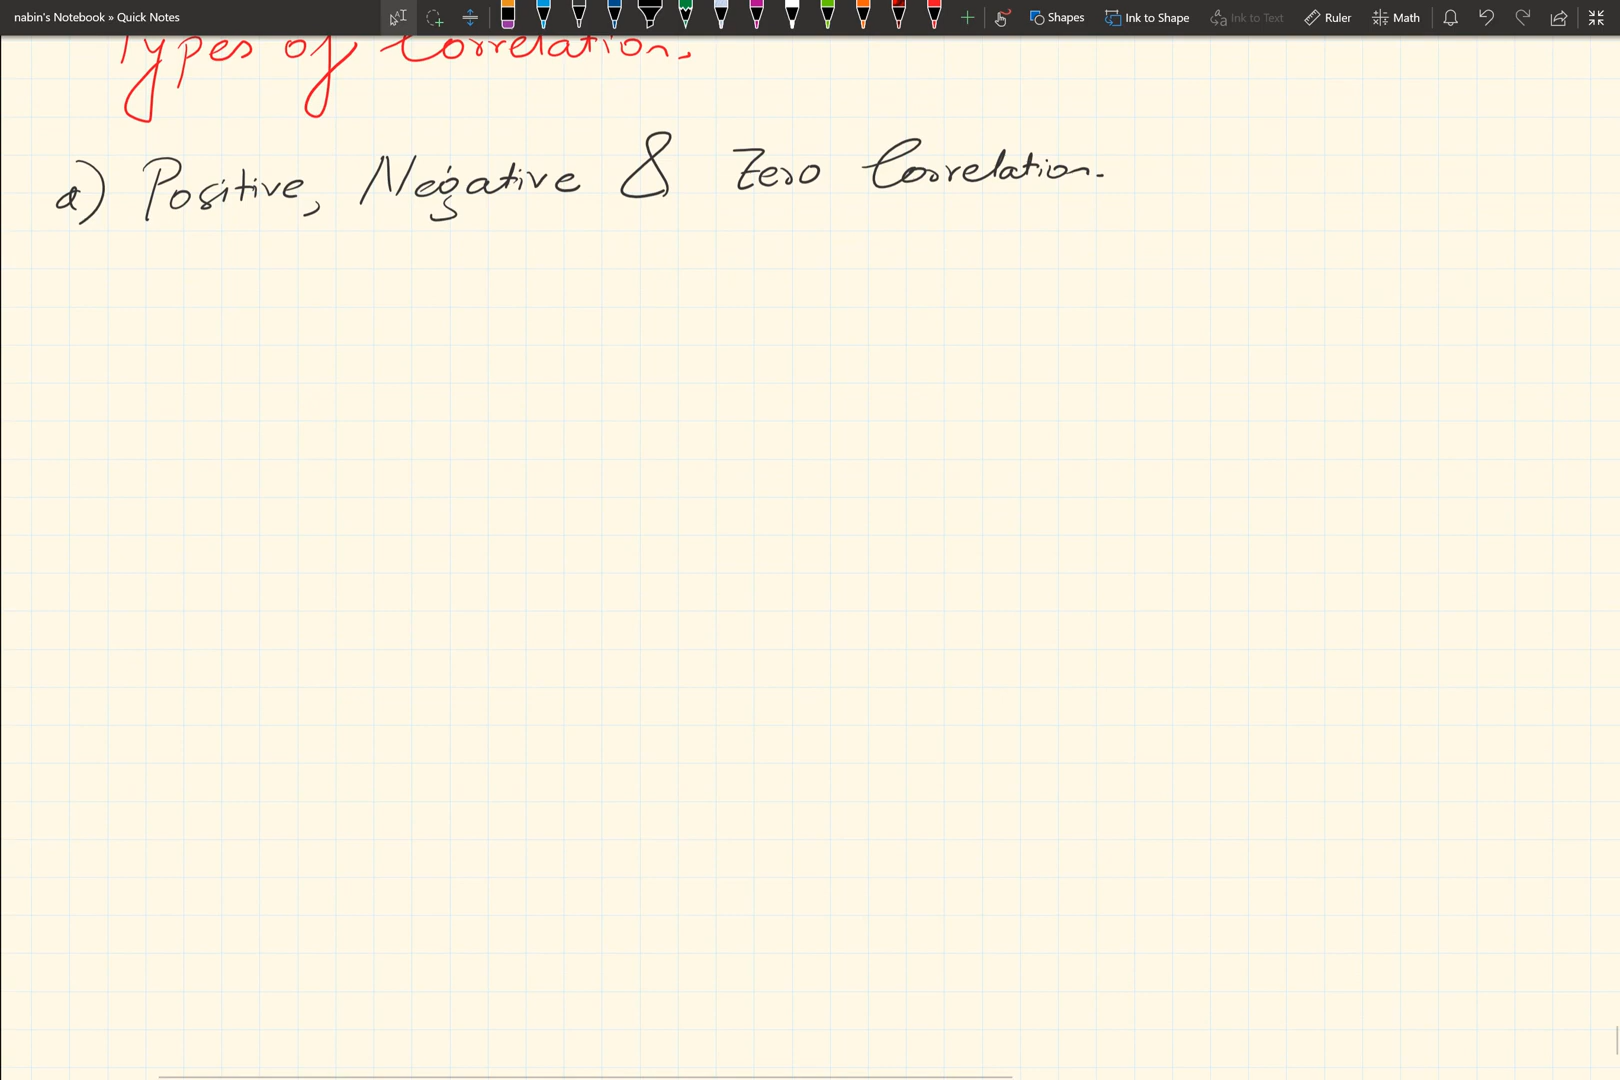 nabin's Notebook » Quick Notes Shapes Ink to Shape Ink to Text Ruler Math
Types of Correlation.
a) Positive, Negative & Zero Correlation.